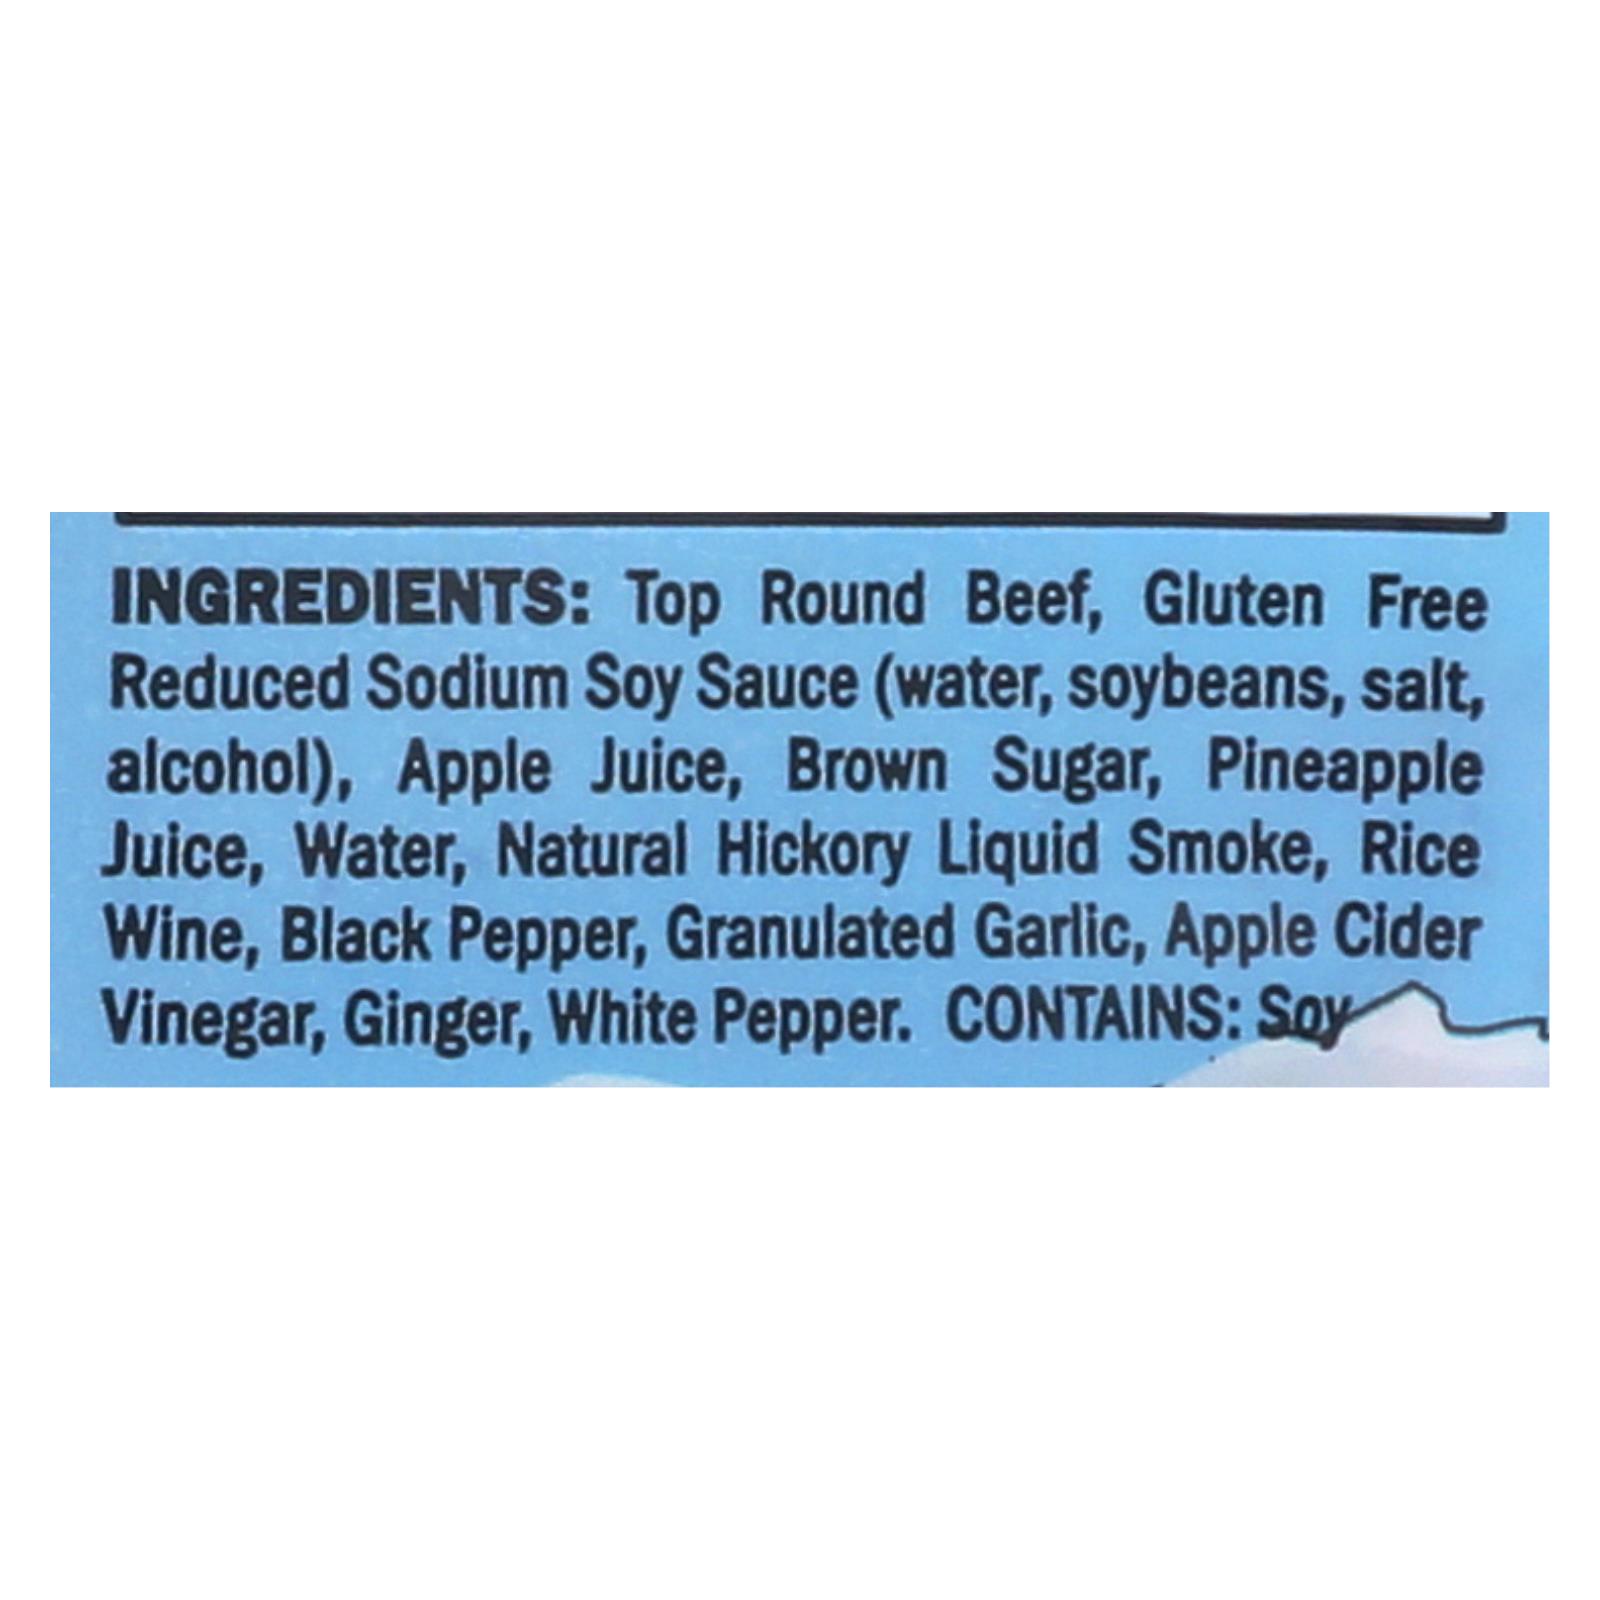 INGREDIENTS: Top Round Beef, Gluten Free
Reduced Sodium Soy Sauce (water, soybeans, salt,
alcohol), Apple Juice, Brown Sugar, Pineapple
Juice, Water, Natural Hickory Liquid Smoke, Rice
Wine, Black Pepper, Granulated Garlic, Apple Cider
Vinegar, Ginger, White Pepper. CONTAINS: Soy